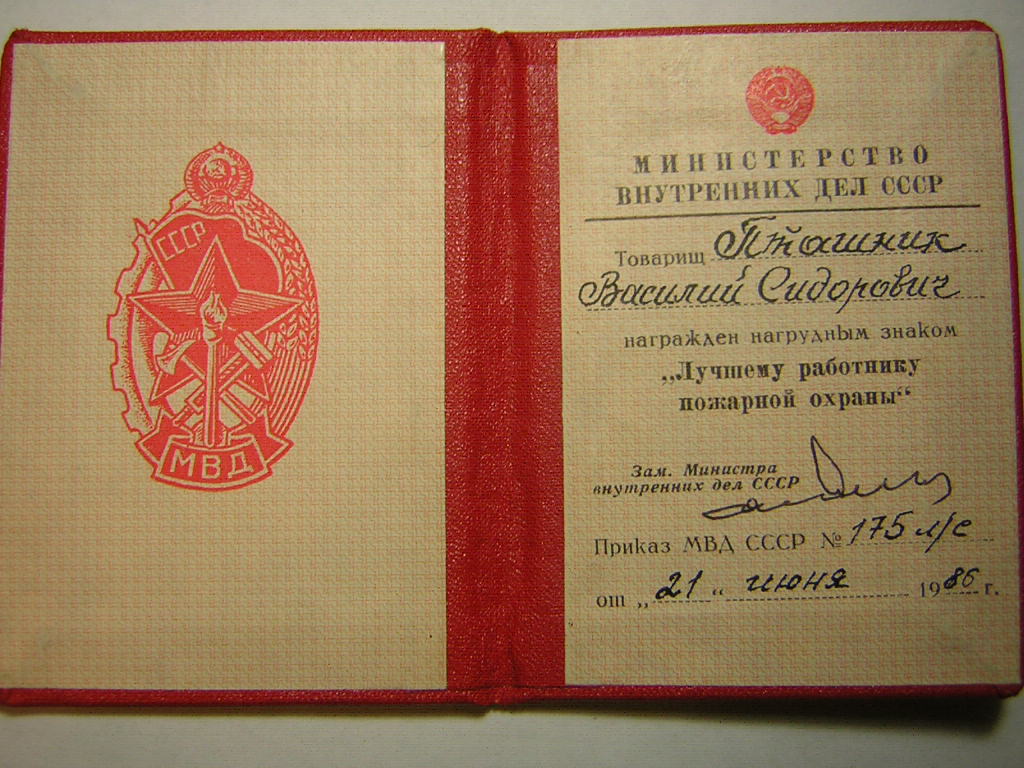 СССР
МВД
МИНИСТЕРСТВО
ВНУТРЕННИХ ДЕЛ СССР
Товарищ Пташник
Василий Сидорович
награжден нагрудным знаком
„Лучшему работнику
пожарной охраны“
Зам. Министра
внутренних дел СССР
Приказ МВД СССР № 175 л/с
от „21“ июня 1986 г.